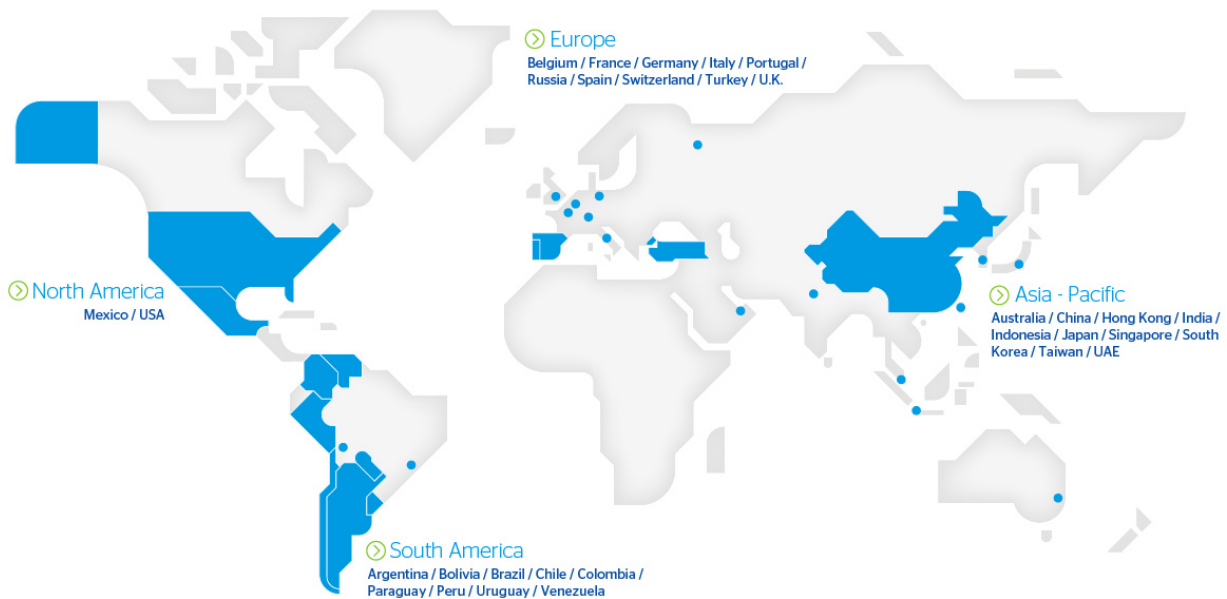 Europe
Belgium / France / Germany / Italy / Portugal /
Russia / Spain / Switzerland / Turkey / U.K.
North America
Mexico / USA
Asia - Pacific
Australia / China / Hong Kong / India /
Indonesia / Japan / Singapore / South
Korea / Taiwan / UAE
South America
Argentina / Bolivia / Brazil / Chile / Colombia /
Paraguay / Peru / Uruguay / Venezuela